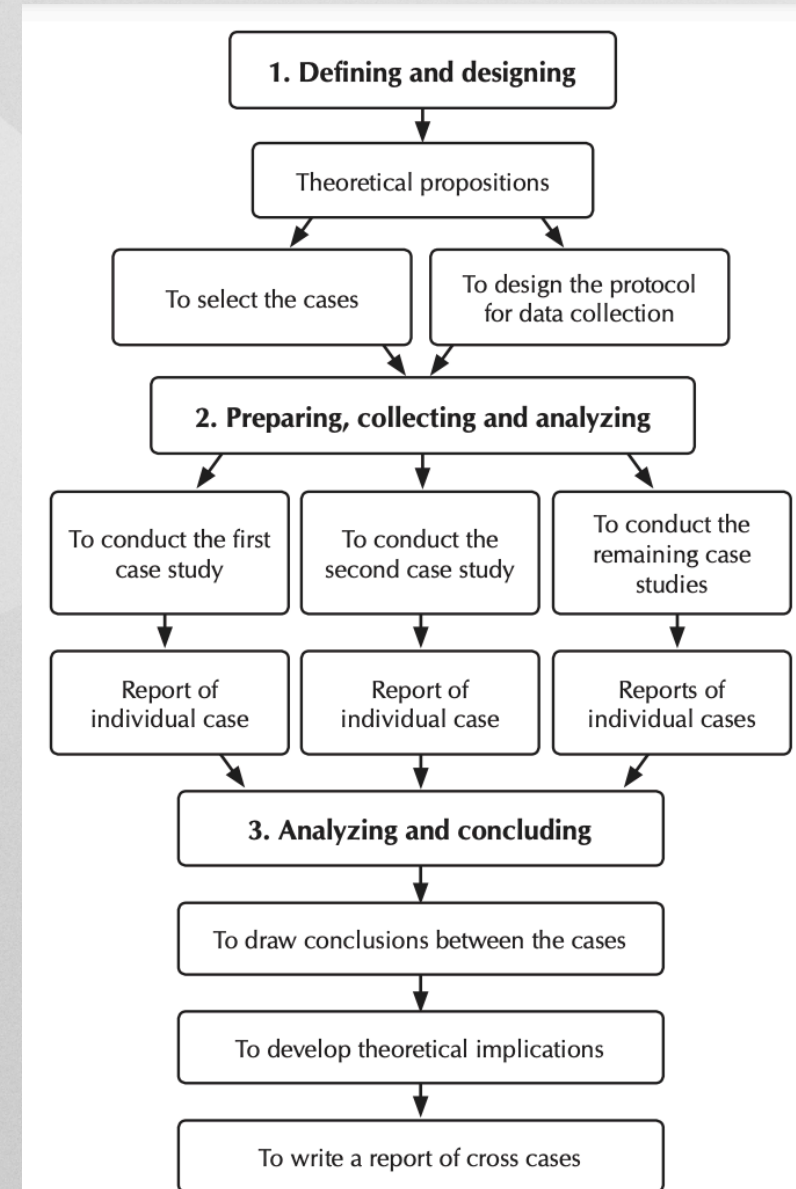 1. Defining and designing
Theoretical propositions
To select the cases
To design the protocol
for data collection
2. Preparing, collecting and analyzing
To conduct the first
case study
To conduct the
second case study
To conduct the
remaining case
studies
Report of
individual case
Report of
individual case
Reports of
individual cases
3. Analyzing and concluding
To draw conclusions between the cases
To develop theoretical implications
To write a report of cross cases